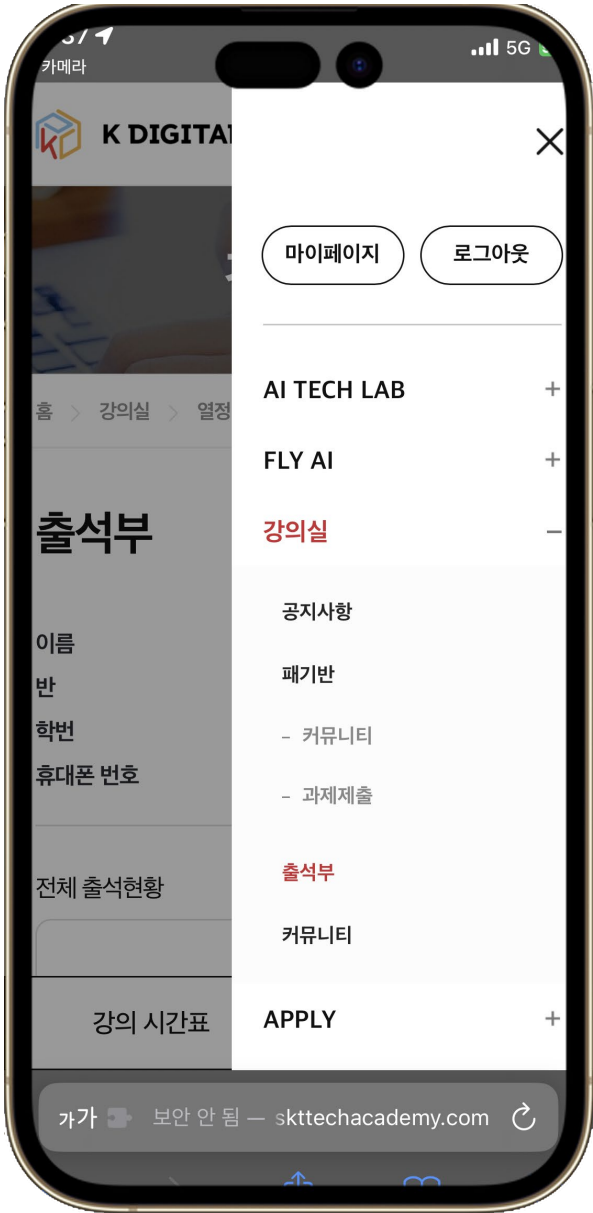 카메라
5G
K DIGITA
마이페이지
로그아웃
홈 > 강의실 > 열정
AI TECH LAB +
FLY AI +
강의실 −
출석부
공지사항
이름
패기반
반
학번
– 커뮤니티
휴대폰 번호
– 과제제출
전체 출석현황
출석부
커뮤니티
강의 시간표
APPLY +
가가 보안 안 됨 — skttechacademy.com